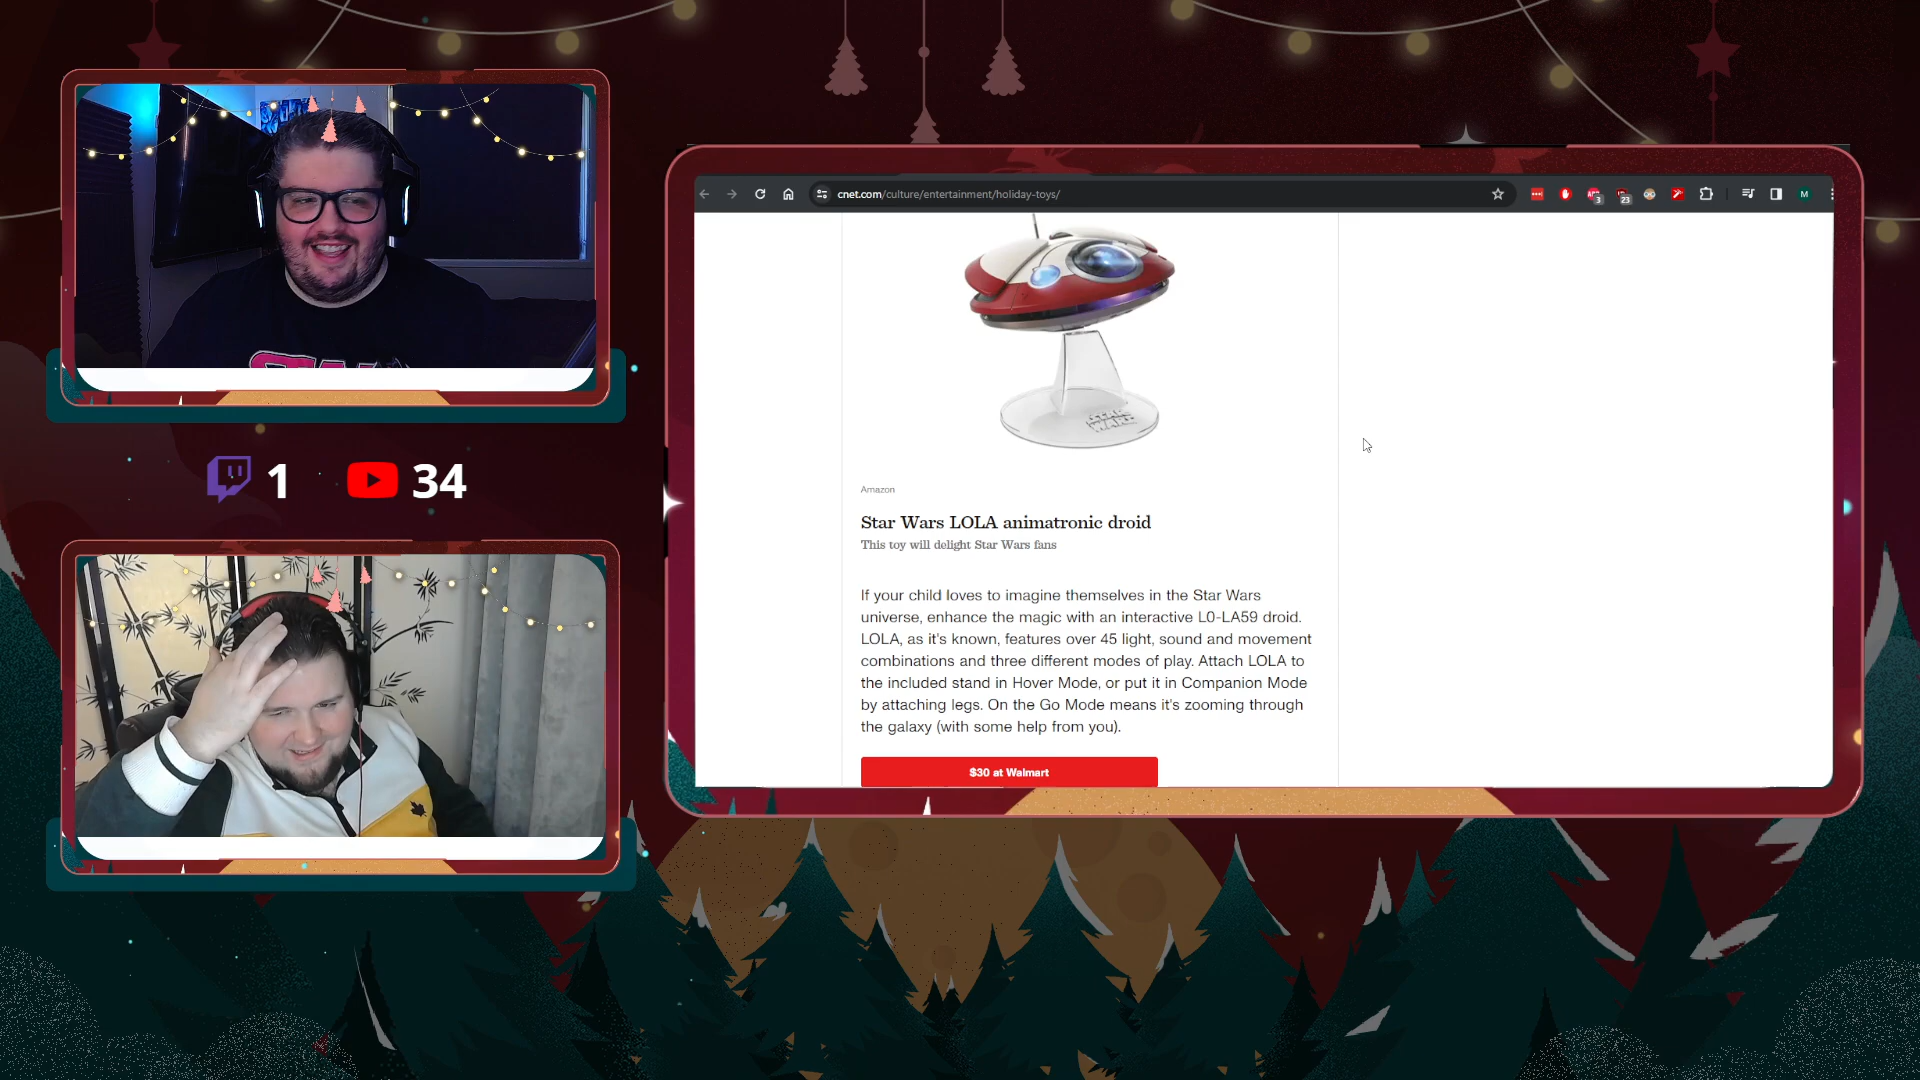 1
34
cnet.com/culture/entertainment/holiday-toys/
3
23
M
STAR
WARS
Amazon
Star Wars LOLA animatronic droid
This toy will delight Star Wars fans
If your child loves to imagine themselves in the Star Wars
universe, enhance the magic with an interactive L0-LA59 droid.
LOLA, as it's known, features over 45 light, sound and movement
combinations and three different modes of play. Attach LOLA to
the included stand in Hover Mode, or put it in Companion Mode
by attaching legs. On the Go Mode means it's zooming through
the galaxy (with some help from you).
$30 at Walmart